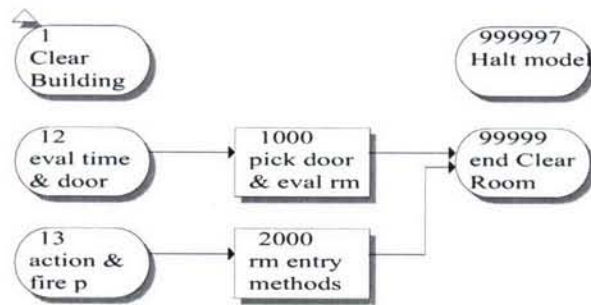 1
Clear
Building
999997
Halt model
12
eval time
& door
1000
pick door
& eval rm
99999
end Clear
Room
13
action &
fire p
2000
rm entry
methods